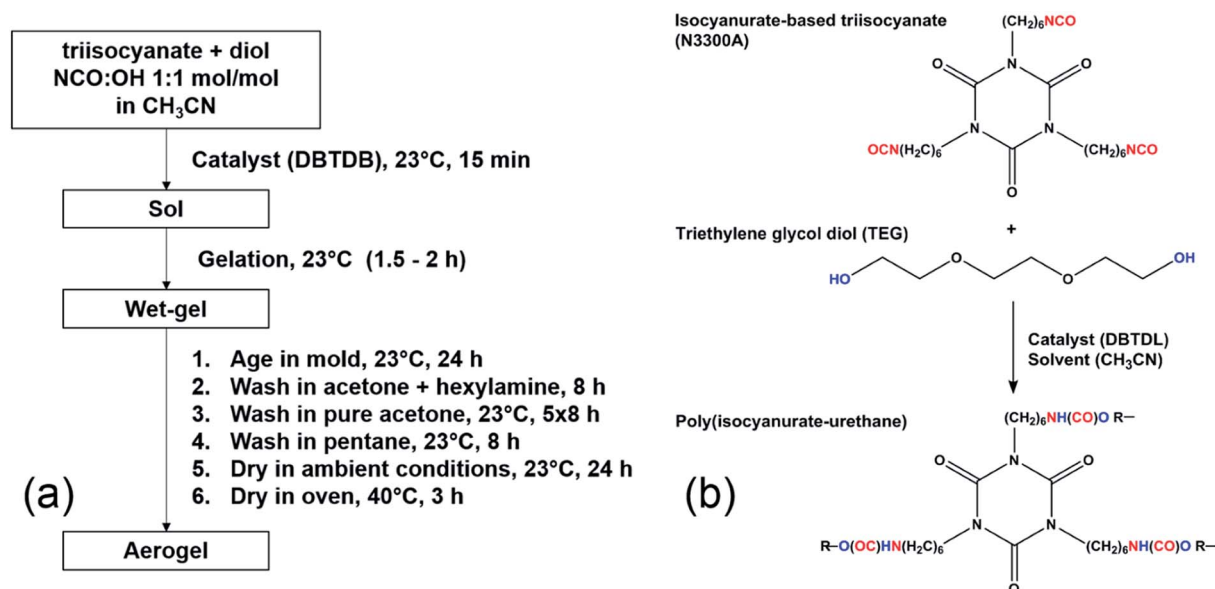 triisocyanate + diol
NCO:OH 1:1 mol/mol
in CH₃CN
Catalyst (DBTDB), 23°C, 15 min
Sol
Gelation, 23°C (1.5 - 2 h)
Wet-gel
1. Age in mold, 23°C, 24 h
2. Wash in acetone + hexylamine, 8 h
3. Wash in pure acetone, 23°C, 5x8 h
4. Wash in pentane, 23°C, 8 h
5. Dry in ambient conditions, 23°C, 24 h
6. Dry in oven, 40°C, 3 h
(a)
Aerogel
Isocyanurate-based triisocyanate
(N3300A)
(CH₂)₆NCO
O
N
O
N
N
OCN(H₂C)₆
(CH₂)₆NCO
O
+
Triethylene glycol diol (TEG)
HO
O
O
OH
Catalyst (DBTDL)
Solvent (CH₃CN)
Poly(isocyanurate-urethane)
(CH₂)₆NH(CO)O R–
O
N
O
N
N
R–O(OC)HN(H₂C)₆
(CH₂)₆NH(CO)O R–
O
(b)